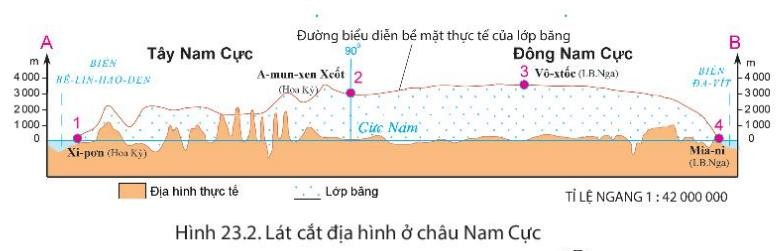 Đường biểu diễn bề mặt thực tế của lớp băng
A
Tây Nam Cực
90⁰
Đông Nam Cực
B
m
BIỂN
BÊ-LIN-HAO-DEN
A-mun-xen Xcốt
(Hoa Kỳ)
2
3
Vô-xtốc (LB.Nga)
BIỂN
ĐA-VÍT
m
4 000
3 000
2 000
1 000
0
4 000
3 000
2 000
1 000
0
1
Cực Nam
4
Xi-pơn (Hoa Kỳ)
Mia-ni
(LB.Nga)
Địa hình thực tế
Lớp băng
TỈ LỆ NGANG 1 : 42 000 000
Hình 23.2. Lát cắt địa hình ở châu Nam Cực